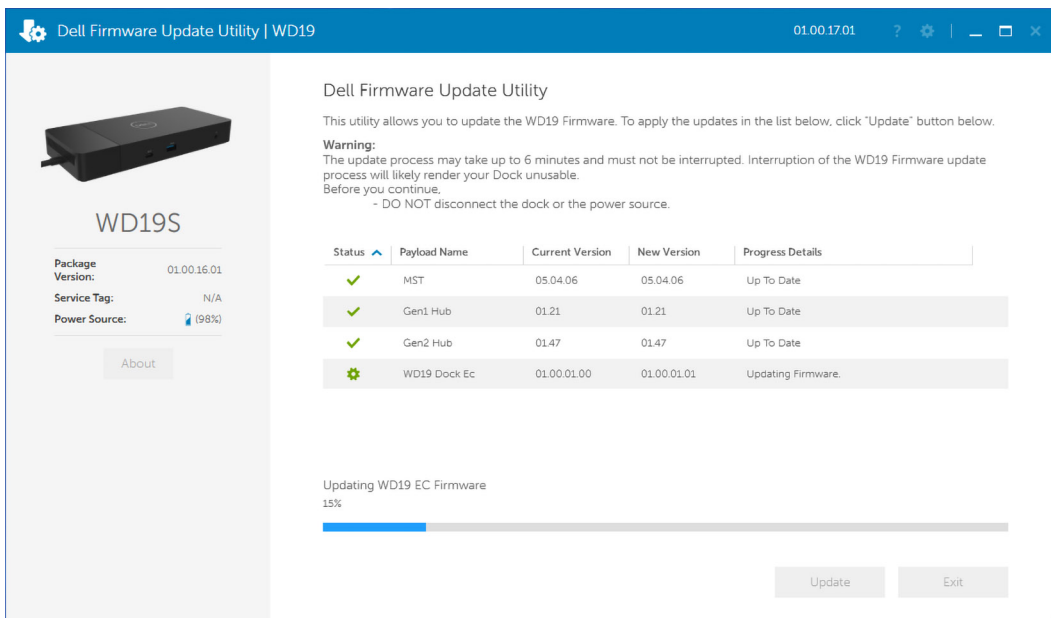 Dell Firmware Update Utility | WD19
01.00.17.01
?
Dell Firmware Update Utility
This utility allows you to update the WD19 Firmware. To apply the updates in the list below, click "Update" button below.
Warning:
The update process may take up to 6 minutes and must not be interrupted. Interruption of the WD19 Firmware update
process will likely render your Dock unusable.
Before you continue,
- DO NOT disconnect the dock or the power source.
WD19S
Package Version: 01.00.16.01
Service Tag: N/A
Power Source: (98%)
About
Status Payload Name Current Version New Version Progress Details
MST 05.04.06 05.04.06 Up To Date
Gen1 Hub 01.21 01.21 Up To Date
Gen2 Hub 01.47 01.47 Up To Date
WD19 Dock Ec 01.00.01.00 01.00.01.01 Updating Firmware.
Updating WD19 EC Firmware
15%
Update Exit